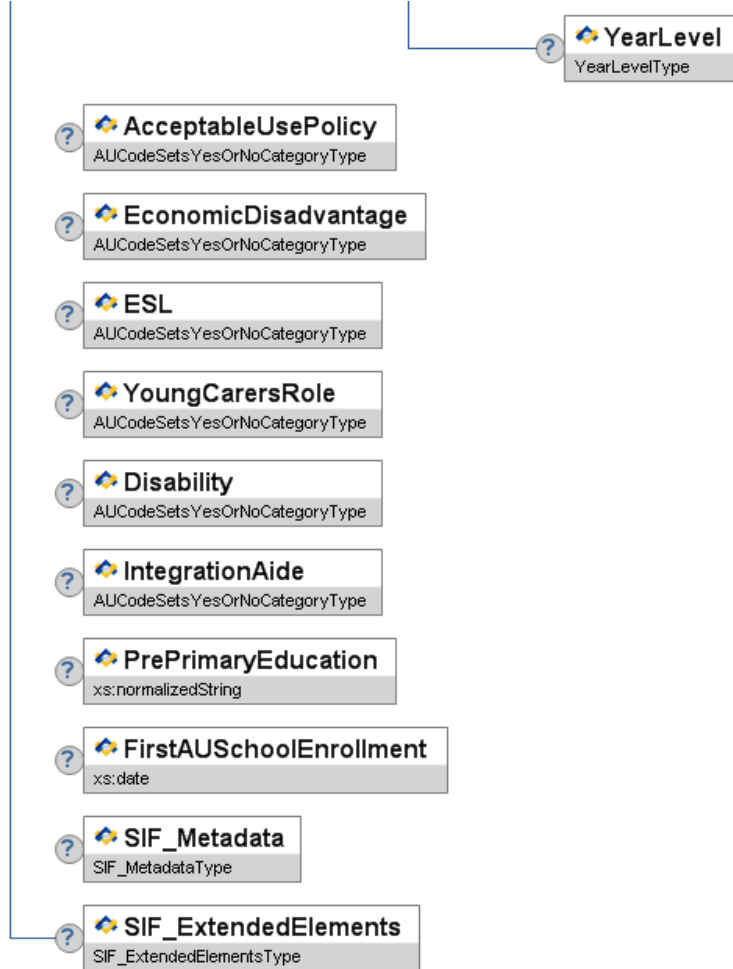 ? YearLevel
YearLevelType
? AcceptableUsePolicy
AUCodeSetsYesOrNoCategoryType
? EconomicDisadvantage
AUCodeSetsYesOrNoCategoryType
? ESL
AUCodeSetsYesOrNoCategoryType
? YoungCarersRole
AUCodeSetsYesOrNoCategoryType
? Disability
AUCodeSetsYesOrNoCategoryType
? IntegrationAide
AUCodeSetsYesOrNoCategoryType
? PrePrimaryEducation
xs:normalizedString
? FirstAUSchoolEnrollment
xs:date
? SIF_Metadata
SIF_MetadataType
? SIF_ExtendedElements
SIF_ExtendedElementsType